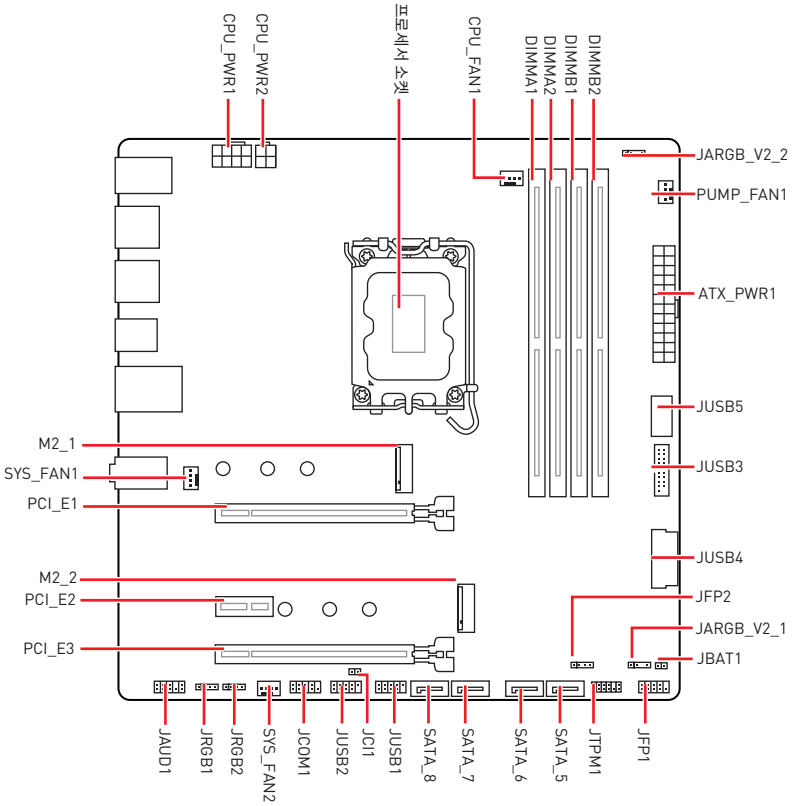 CPU_PWR1
CPU_PWR2
프로세서 소켓
CPU_FAN1
DIMMA1
DIMMA2
DIMMB1
DIMMB2
JARGB_V2_2
PUMP_FAN1
ATX_PWR1
JUSB5
JUSB3
JUSB4
JFP2
JARGB_V2_1
JBAT1
M2_1
SYS_FAN1
PCI_E1
M2_2
PCI_E2
PCI_E3
JAUD1
JRGB1
JRGB2
SYS_FAN2
JCOM1
JUSB2
JCI1
JUSB1
SATA_8
SATA_7
SATA_6
SATA_5
JTPM1
JFP1